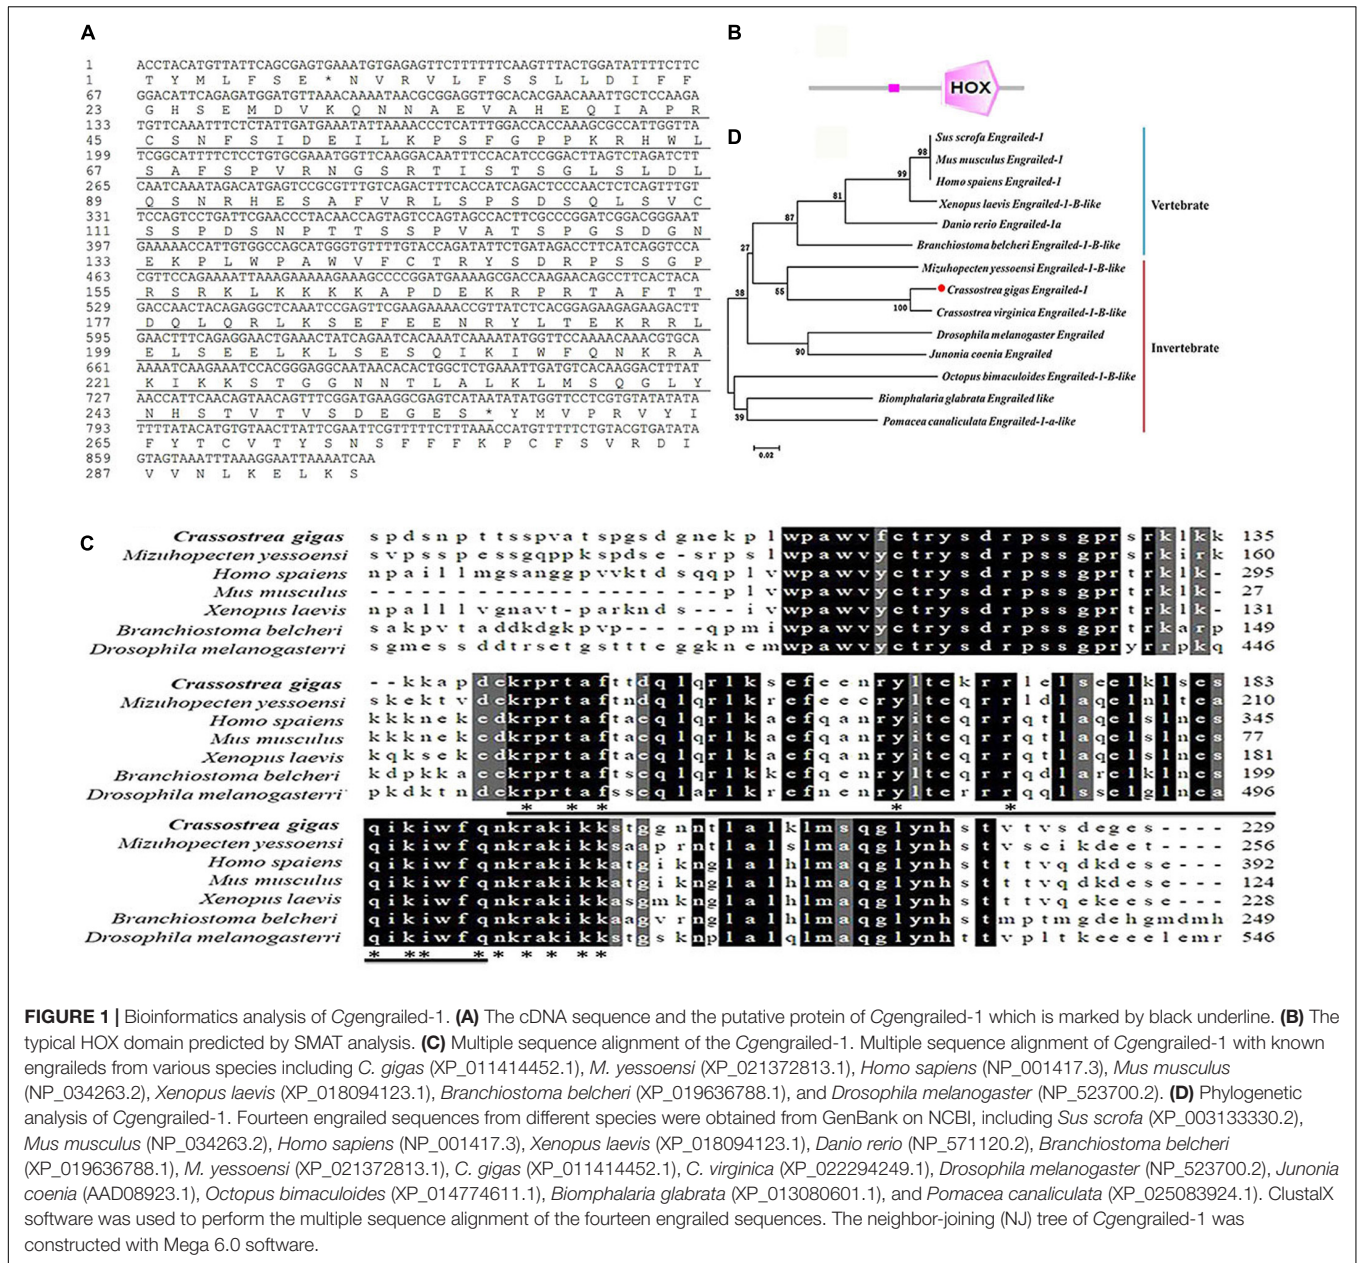 A
1 ACCTACATGTTATTCAGCGAGTGAAATGTGAGAGTTCTTTTTTCAAGTTTACTGGATATTTTCTTC
1 T Y M L F S E * N V R V L F S S L L D I F F
67 GGACATTCAGAGATGGATGTTAAACAAAATAACGCGGAGGTTGCACACGAACAAATTGCTCCAAGA
23 G H S E M D V K Q N N A E V A H E Q I A P R
133 TGTTCAAATTTCTCTATTGATGAAATATTAAAACCCTCATTTGGACCACCAAAGCGCCATTGGTTA
45 C S N F S I D E I L K P S F G P P K R H W L
199 TCGGCATTTTCTCCTGTGCGAAATGGTTCAAGGACAATTTCCACATCCGGACTTAGTCTAGATCTT
67 S A F S P V R N G S R T I S T S G L S L D L
265 CAATCAAATAGACATGAGTCCGCGTTTGTCAGACTTTCACCATCAGACTCCCAACTCTCAGTTTGT
89 Q S N R H E S A F V R L S P S D S Q L S V C
331 TCCAGTCCTGATTCGAACCCTACAACCAGTAGTCCAGTAGCCACTTCGCCCGGATCGGACGGGAAT
111 S S P D S N P T T S S P V A T S P G S D G N
397 GAAAAACCATTGTGGCCAGCATGGGTGTTTTGTACCAGATATTCTGATAGACCTTCATCAGGTCCA
133 E K P L W P A W V F C T R Y S D R P S S G P
463 CGTTCCAGAAAATTAAAGAAAAAGAAAGCCCCGGATGAAAAGCGACCAAGAACAGCCTTCACTACA
155 R S R K L K K K K A P D E K R P R T A F T T
529 GACCAACTACAGAGGCTCAAATCCGAGTTCGAAGAAAACCGTTATCTCACGGAGAAGAGAAGACTT
177 D Q L Q R L K S E F E E N R Y L T E K R R L
595 GAACTTTCAGAGGAACTGAAACTATCAGAATCACAAATCAAAATATGGTTCCAAAACAAACGTGCA
199 E L S E E L K L S E S Q I K I W F Q N K R A
661 AAAATCAAGAAATCCACGGGAGGCAATAACACACTGGCTCTGAAATTGATGTCACAAGGACTTTAT
221 K I K K S T G G N N T L A L K L M S Q G L Y
727 AACCATTCAACAGTAACAGTTTCGGATGAAGGCGAGTCATAATATATGGTTCCTCGTGTATATATA
243 N H S T V T V S D E G E S * Y M V P R V Y I
793 TTTTATACATGTGTAACTTATTCGAATTCGTTTTTCTTTAAACCATGTTTTTCTGTACGTGATATA
265 F Y T C V T Y S N S F F F K P C F S V R D I
859 GTAGTAAATTTAAAGGAATTAAAATCAA
287 V V N L K E L K S
B
HOX
D
98
99
81
87
27
38
55
100
90
39
Sus scrofa Engrailed-1
Mus musculus Engrailed-1
Homo spaiens Engrailed-1
Xenopus laevis Engrailed-1-B-like
Danio rerio Engrailed-1a
Branchiostoma belcheri Engrailed-1-B-like
Mizuhopecten yessoensi Engrailed-1-B-like
Crassostrea gigas Engrailed-1
Crassostrea virginica Engrailed-1-B-like
Drosophila melanogaster Engrailed
Junonia coenia Engrailed
Octopus bimaculoides Engrailed-1-B-like
Biomphalaria glabrata Engrailed like
Pomacea canaliculata Engrailed-1-a-like
Vertebrate
Invertebrate
0.02
C
Crassostrea gigas s p d s n p t t s s p v a t s p g s d g n e k p l w p a w v f c t r y s d r p s s g p r s r k l k k 135
Mizuhopecten yessoensi s v p s s p e s s g q p p k s p d s e - s r p s l w p a w v y c t r y s d r p s s g p r s r k i r k 160
Homo spaiens n p a i l l m g s a n g g p v v k t d s q q p l v w p a w v y c t r y s d r p s s g p r t r k l k - 295
Mus musculus - - - - - - - - - - - - - - - - - - - - - p l v w p a w v y c t r y s d r p s s g p r t r k l k - 27
Xenopus laevis n p a l l l v g n a v t - p a r k n d s - - - i v w p a w v y c t r y s d r p s s g p r t r k l k - 131
Branchiostoma belcheri s a k p v t a d d k d g k p v p - - - - - q p m i w p a w v y c t r y s d r p s s g p r t r k a r p 149
Drosophila melanogasterri s g m e s s d d t r s e t g s t t t e g g k n e m w p a w v y c t r y s d r p s s g p r y r r p k q 446
Crassostrea gigas - - k k a p d e k r p r t a f t t d q l q r l k s e f e e n r y l t e k r r l e l s e e l k l s e s 183
Mizuhopecten yessoensi s k e k t v d e k r p r t a f t n d q l q r l k r e f e e c r y l t e q r r l d l a q e l n l t e a 210
Homo spaiens k k k n e k e d k r p r t a f t a e q l q r l k a e f q a n r y i t e q r r q t l a q e l s l n e s 345
Mus musculus k k k n e k e d k r p r t a f t a e q l q r l k a e f q a n r y i t e q r r q t l a q e l s l n e s 77
Xenopus laevis k q k s e k e d k r p r t a f t a e q l q r l k a e f q a n r y i t e q r r q t l a q e l s l n e s 181
Branchiostoma belcheri k d p k k a e e k r p r t a f t s e q l q r l k k e f q e n r y l t e q r r q d l a r e l k l n e s 199
Drosophila melanogasterri p k d k t n d e k r p r t a f s s e q l a r l k r e f n e n r y l t e r r r q q l s s e l g l n e a 496
* * * * *
Crassostrea gigas q i k i w f q n k r a k i k k s t g g n n t l a l k l m s q g l y n h s t v t v s d e g e s - - - - 229
Mizuhopecten yessoensi q i k i w f q n k r a k i k k s a a p r n t l a l s l m a q g l y n h s t v s e i k d e e t - - - - 256
Homo spaiens q i k i w f q n k r a k i k k a t g i k n g l a l h l m a q g l y n h s t t t v q d k d e s e - - - 392
Mus musculus q i k i w f q n k r a k i k k a t g i k n g l a l h l m a q g l y n h s t t t v q d k d e s e - - - 124
Xenopus laevis q i k i w f q n k r a k i k k a s g m k n g l a l h l m a q g l y n h s t t t v q e k e e s e - - - 228
Branchiostoma belcheri q i k i w f q n k r a k i k k a a g v r n g l a l h l m a q g l y n h s t m p t m g d e h g m d m h 249
Drosophila melanogasterri q i k i w f q n k r a k i k k s t g s k n p l a l q l m a q g l y n h t t v p l t k e e e e l e m r 546
* * * * * * * * *
FIGURE 1 | Bioinformatics analysis of Cgengrailed-1. (A) The cDNA sequence and the putative protein of Cgengrailed-1 which is marked by black underline. (B) The
typical HOX domain predicted by SMAT analysis. (C) Multiple sequence alignment of the Cgengrailed-1. Multiple sequence alignment of Cgengrailed-1 with known
engraileds from various species including C. gigas (XP_011414452.1), M. yessoensi (XP_021372813.1), Homo sapiens (NP_001417.3), Mus musculus
(NP_034263.2), Xenopus laevis (XP_018094123.1), Branchiostoma belcheri (XP_019636788.1), and Drosophila melanogaster (NP_523700.2). (D) Phylogenetic
analysis of Cgengrailed-1. Fourteen engrailed sequences from different species were obtained from GenBank on NCBI, including Sus scrofa (XP_003133330.2),
Mus musculus (NP_034263.2), Homo sapiens (NP_001417.3), Xenopus laevis (XP_018094123.1), Danio rerio (NP_571120.2), Branchiostoma belcheri
(XP_019636788.1), M. yessoensi (XP_021372813.1), C. gigas (XP_011414452.1), C. virginica (XP_022294249.1), Drosophila melanogaster (NP_523700.2), Junonia
coenia (AAD08923.1), Octopus bimaculoides (XP_014774611.1), Biomphalaria glabrata (XP_013080601.1), and Pomacea canaliculata (XP_025083924.1). ClustalX
software was used to perform the multiple sequence alignment of the fourteen engrailed sequences. The neighbor-joining (NJ) tree of Cgengrailed-1 was
constructed with Mega 6.0 software.